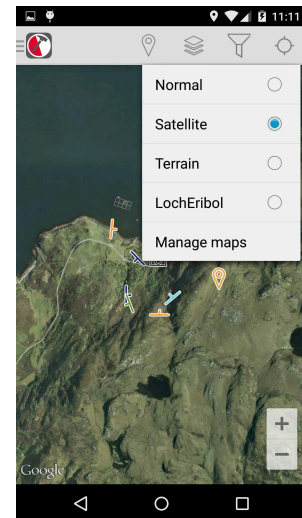 11:11
Normal
Satellite
Terrain
LochEribol
Manage maps
+
−
Google